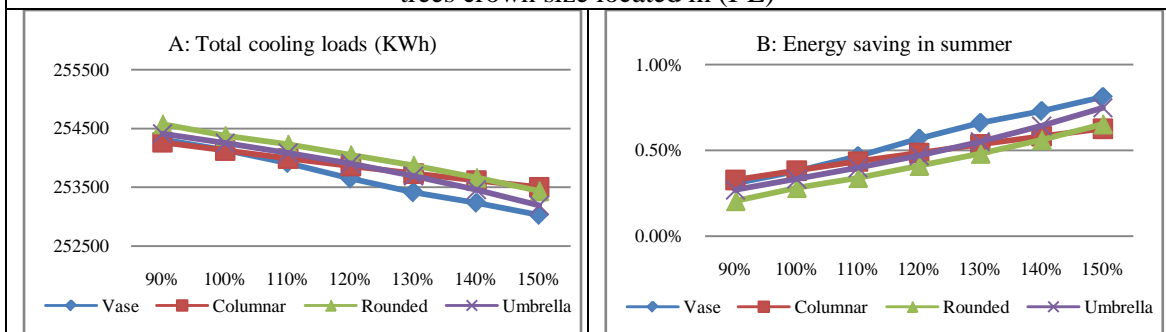 trees crown size located in (PE)
A: Total cooling loads (KWh)
255500
254500
253500
252500
90% 100% 110% 120% 130% 140% 150%
Vase Columnar Rounded Umbrella
B: Energy saving in summer
1.00%
0.50%
0.00%
90% 100% 110% 120% 130% 140% 150%
Vase Columnar Rounded Umbrella